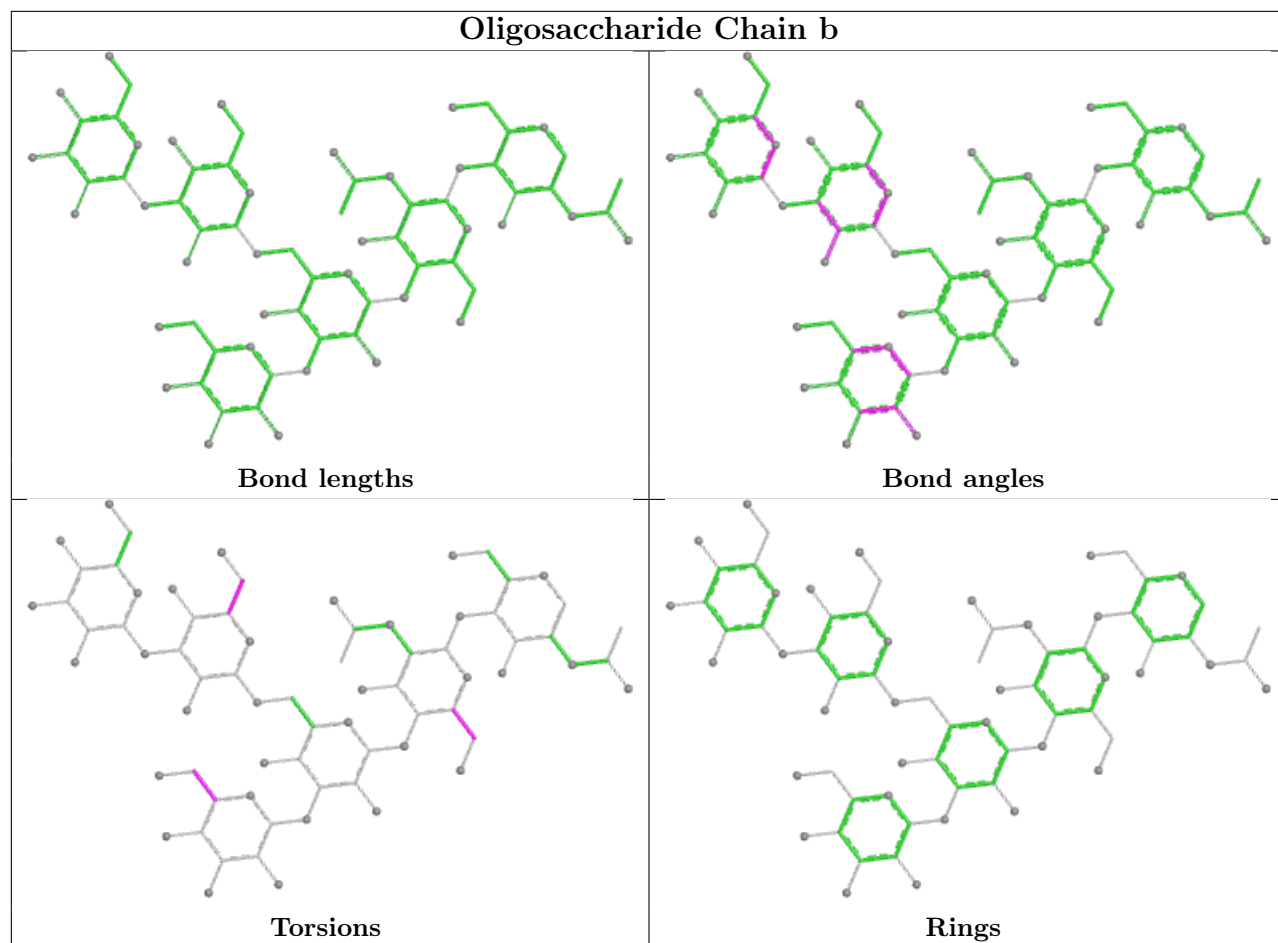 Oligosaccharide Chain b
Bond lengths
Bond angles
Torsions
Rings